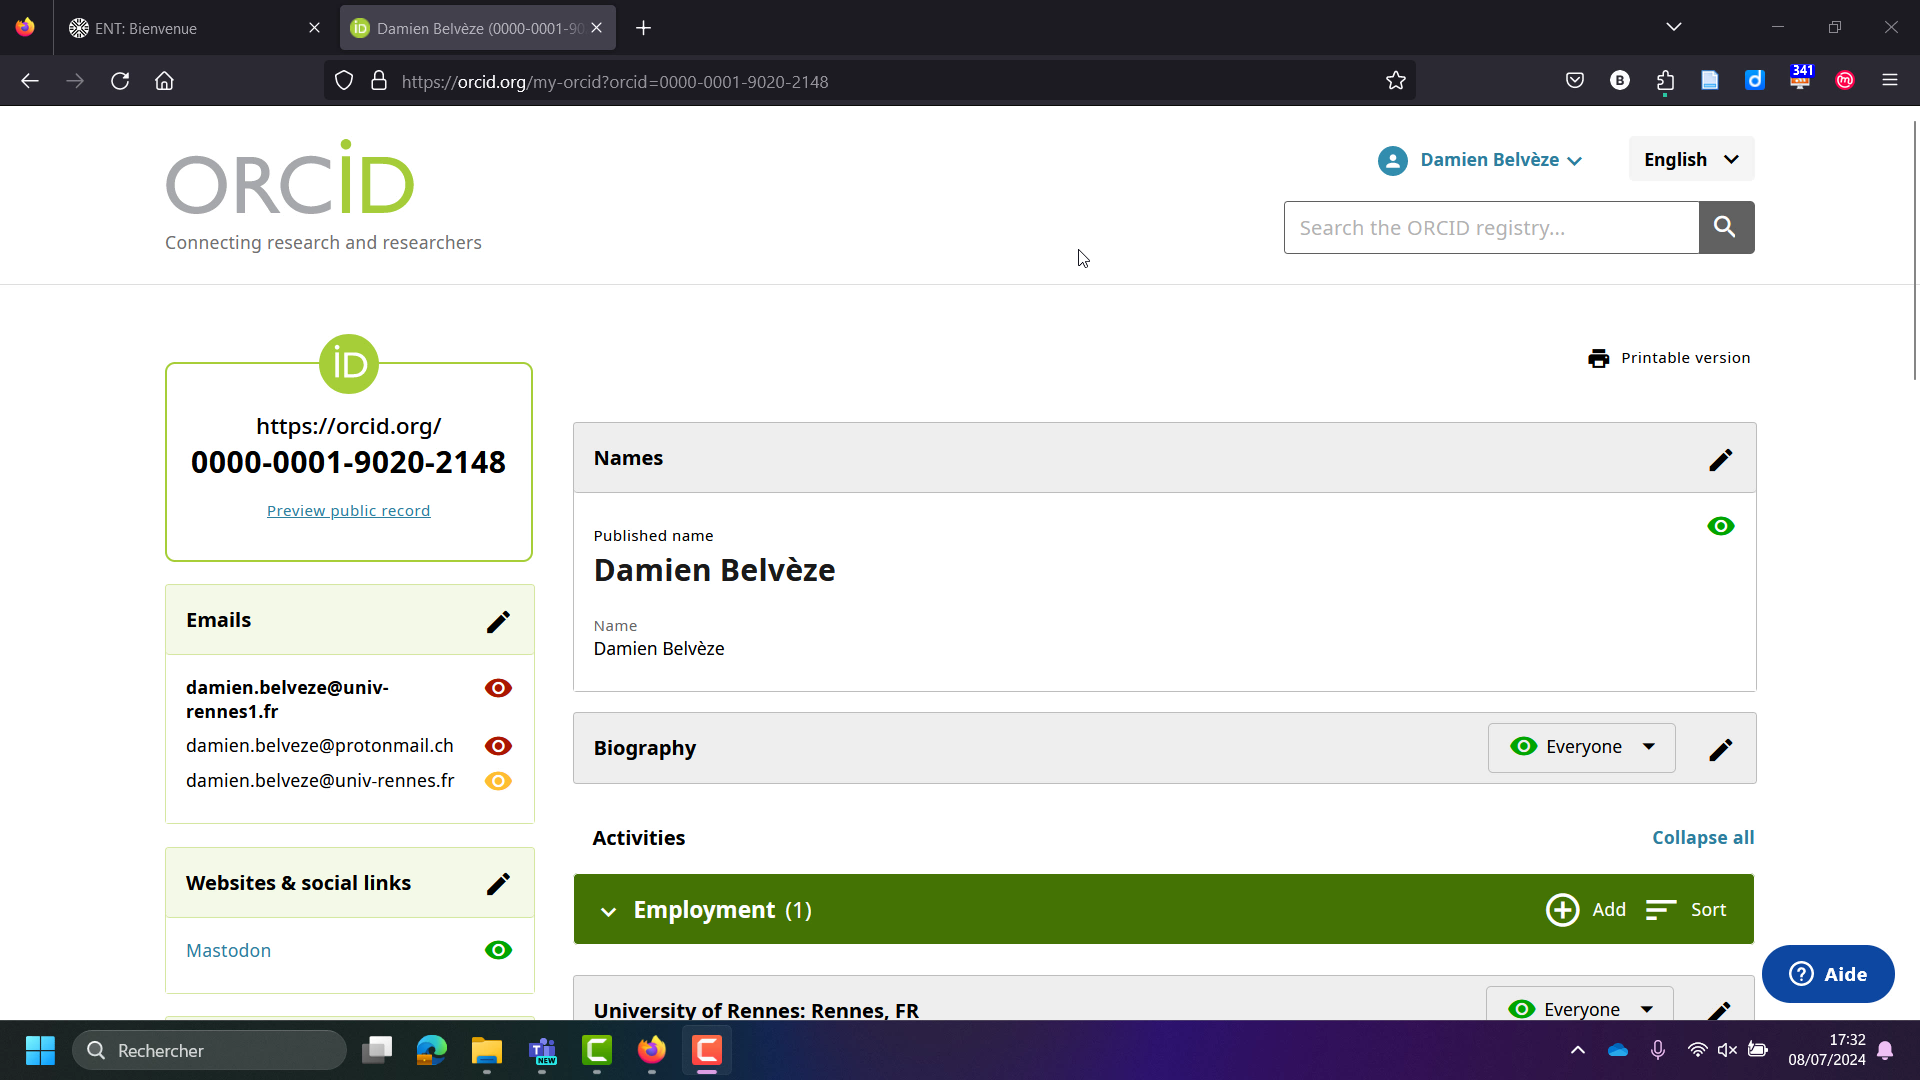 ENT: Bienvenue
Damien Belvèze (0000-0001-90
https://orcid.org/my-orcid?orcid=0000-0001-9020-2148
B
d
341
m
ORCiD
Connecting research and researchers
Damien Belvèze
English
Search the ORCID registry...
Printable version
iD
https://orcid.org/
0000-0001-9020-2148
Preview public record
Names
Published name
Damien Belvèze
Name
Damien Belvèze
Emails
damien.belveze@univ-
rennes1.fr
damien.belveze@protonmail.ch
damien.belveze@univ-rennes.fr
Biography
Everyone
Activities
Collapse all
Websites & social links
Mastodon
Employment (1)
Add
Sort
University of Rennes: Rennes, FR
Everyone
Aide
Rechercher
NEW
17:32
08/07/2024